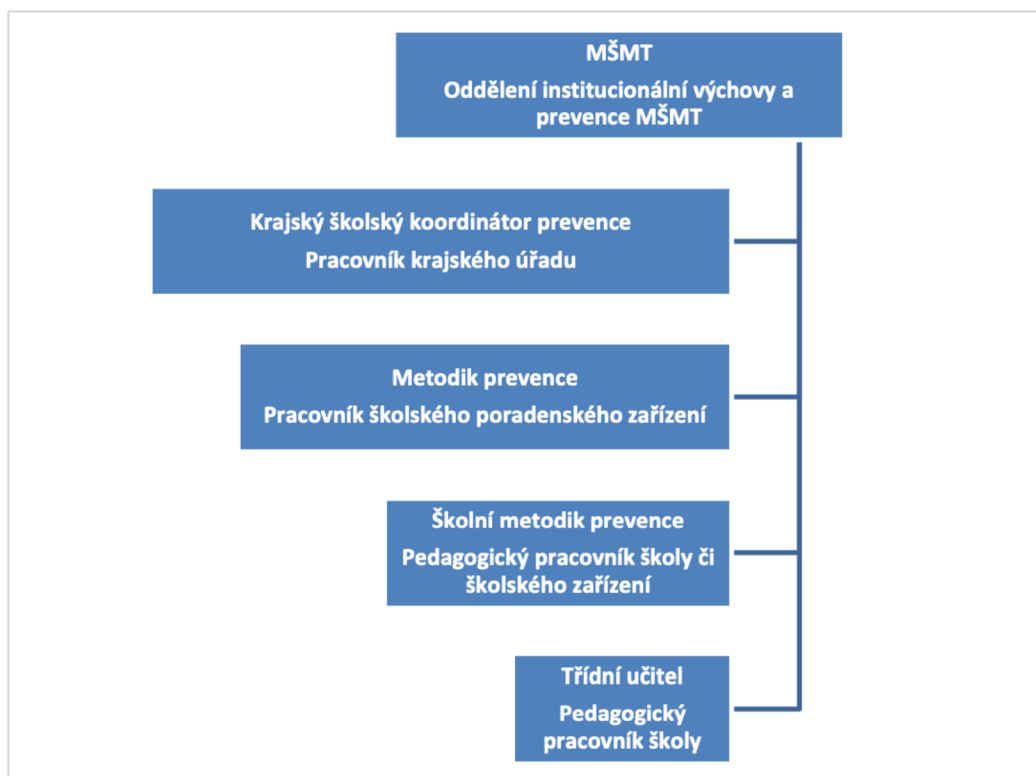 MŠMT
Oddělení institucionální výchovy a
prevence MŠMT
Krajský školský koordinátor prevence
Pracovník krajského úřadu
Metodik prevence
Pracovník školského poradenského zařízení
Školní metodik prevence
Pedagogický pracovník školy či
školského zařízení
Třídní učitel
Pedagogický
pracovník školy